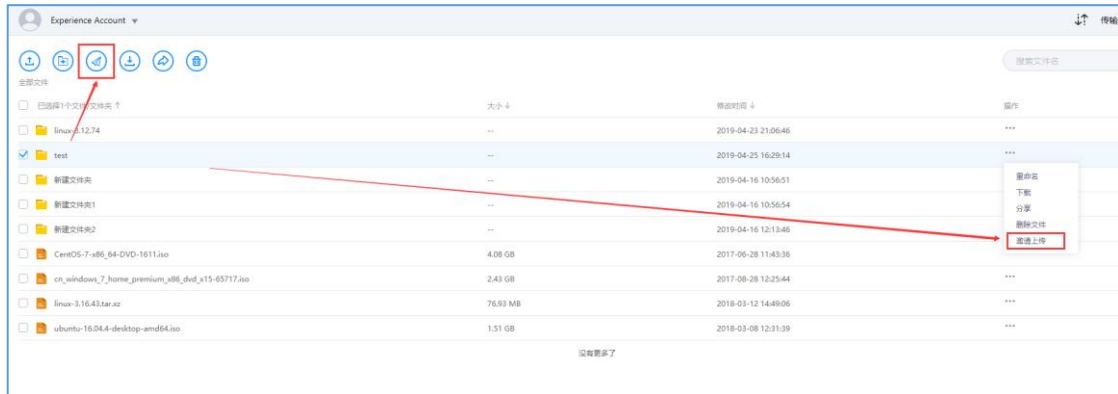 Experience Account
传输
搜索文件名
全部文件
已选择1个文件/文件夹 大小 修改时间 操作
linux-3.12.74 -- 2019-04-23 21:06:46 ...
test -- 2019-04-25 16:29:14 ...
新建文件夹 -- 2019-04-16 10:56:51
新建文件夹1 -- 2019-04-16 10:56:54
新建文件夹2 -- 2019-04-16 12:13:46
重命名
下载
分享
删除文件
邀请上传
CentOS-7-x86_64-DVD-1611.iso 4.08 GB 2017-06-28 11:43:36
cn_windows_7_home_premium_x86_dvd_x15-65717.iso 2.43 GB 2017-08-28 12:25:44 ...
linux-3.16.43.tar.xz 76.93 MB 2018-03-12 14:49:06 ...
ubuntu-16.04.4-desktop-amd64.iso 1.51 GB 2018-03-08 12:31:39 ...
没有更多了